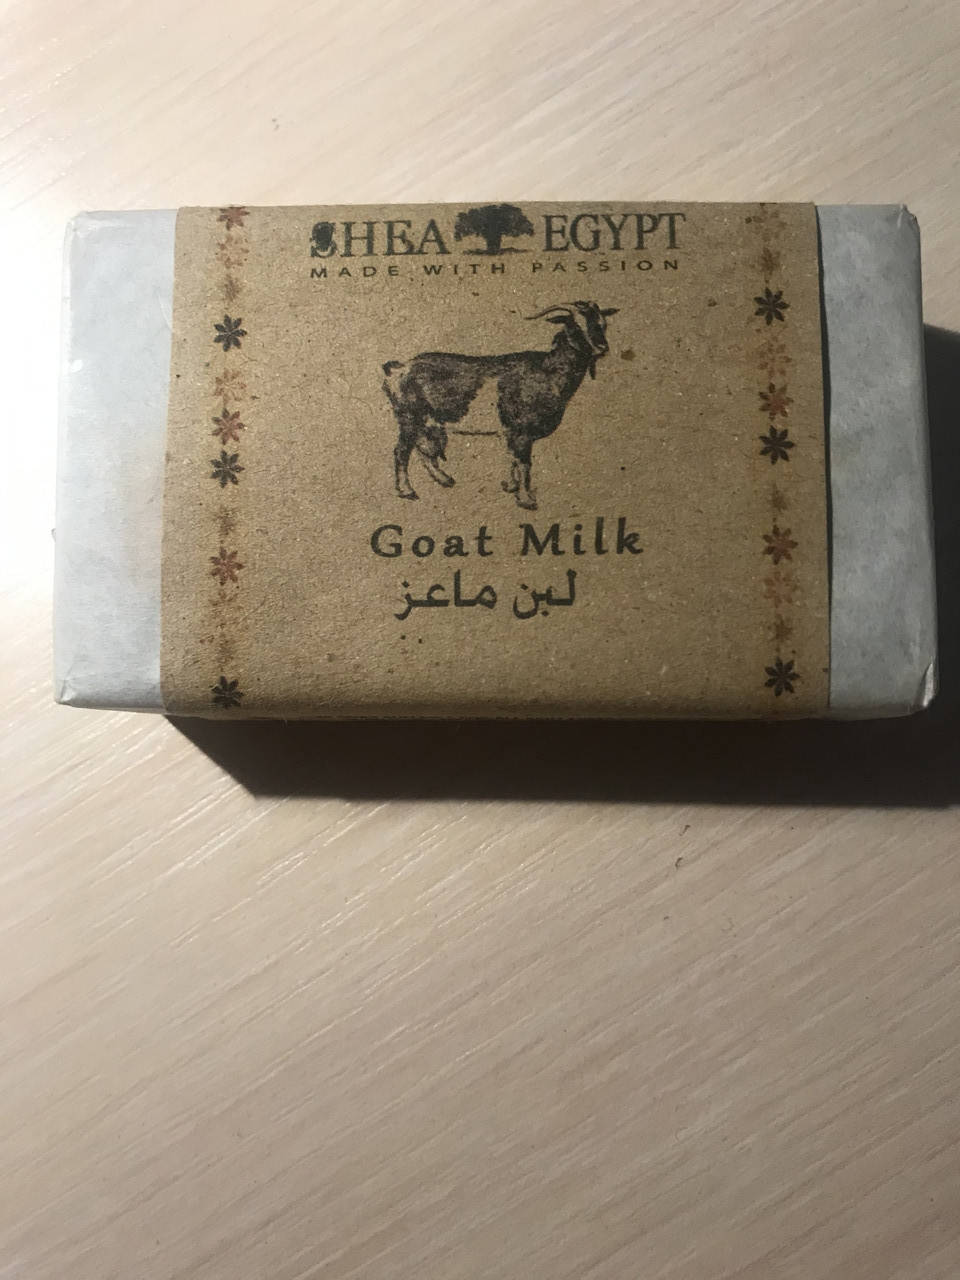 SHEA EGYPT
MADE WITH PASSION
Goat Milk
لبن ماعز